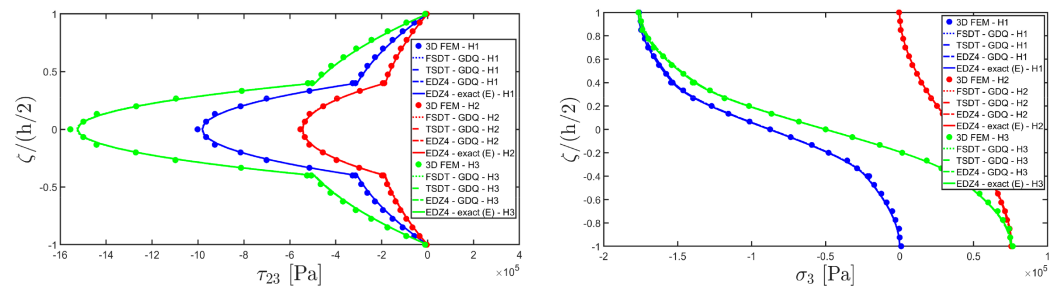 1
0.5
0
-0.5
-1
ζ/(h/2)
-16 -14 -12 -10 -8 -6 -4 -2 0 2 4
×10⁵
τ₂₃ [Pa]
3D FEM - H1
FSDT - GDQ - H1
TSDT - GDQ - H1
EDZ4 - GDQ - H1
EDZ4 - exact (E) - H1
3D FEM - H2
FSDT - GDQ - H2
TSDT - GDQ - H2
EDZ4 - GDQ - H2
EDZ4 - exact (E) - H2
3D FEM - H3
FSDT - GDQ - H3
TSDT - GDQ - H3
EDZ4 - GDQ - H3
EDZ4 - exact (E) - H3
1
0.8
0.6
0.4
0.2
0
-0.2
-0.4
-0.6
-0.8
-1
ζ/(h/2)
-2 -1.5 -1 -0.5 0 0.5 1
×10⁵
σ₃ [Pa]
3D FEM - H1
FSDT - GDQ - H1
TSDT - GDQ - H1
EDZ4 - GDQ - H1
EDZ4 - exact (E) - H1
3D FEM - H2
FSDT - GDQ - H2
TSDT - GDQ - H2
EDZ4 - GDQ - H2
EDZ4 - exact (E) - H2
3D FEM - H3
FSDT - GDQ - H3
TSDT - GDQ - H3
EDZ4 - GDQ - H3
EDZ4 - exact (E) - H3